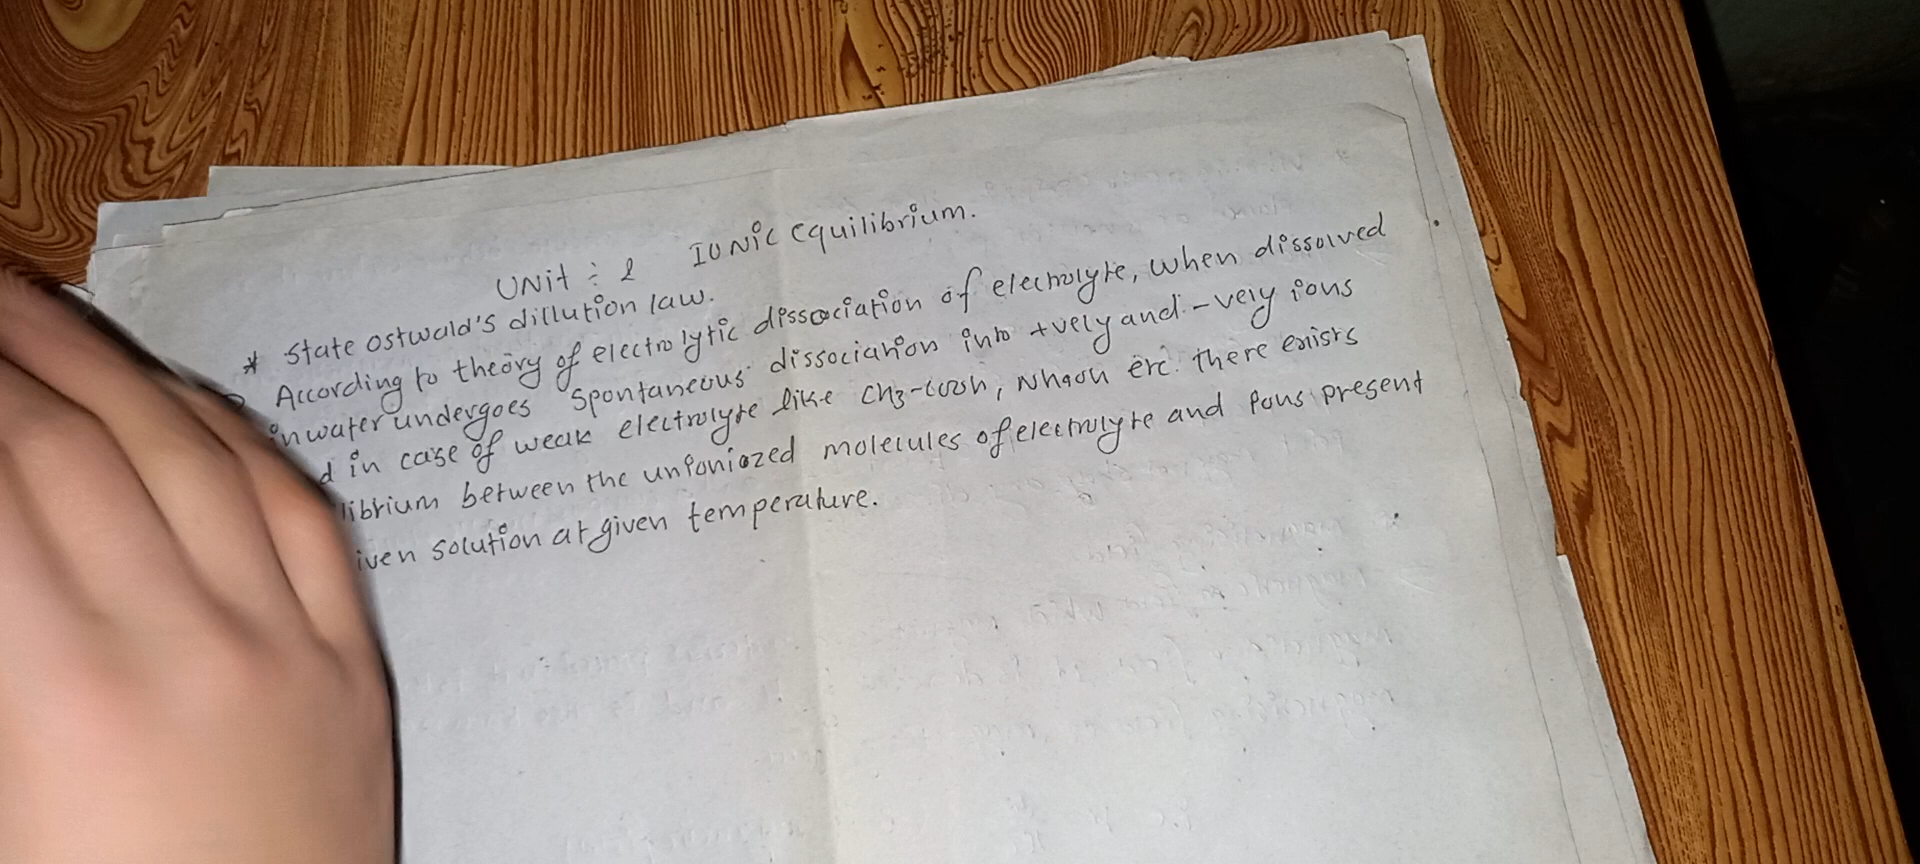 UNit ÷ 2 IONic Equilibrium.
* State ostwald's dillution law.
According to theory of electrolytic dissociation of electrolyte, when dissolved
in water undergoes spontaneous dissociation into +vely and -vely ions
d in case of weak electrolyte like CH3-COOH, NH4OH etc. there exists
librium between the unioniozed molecules of electrolyte and ions present
iven solution at given temperature.